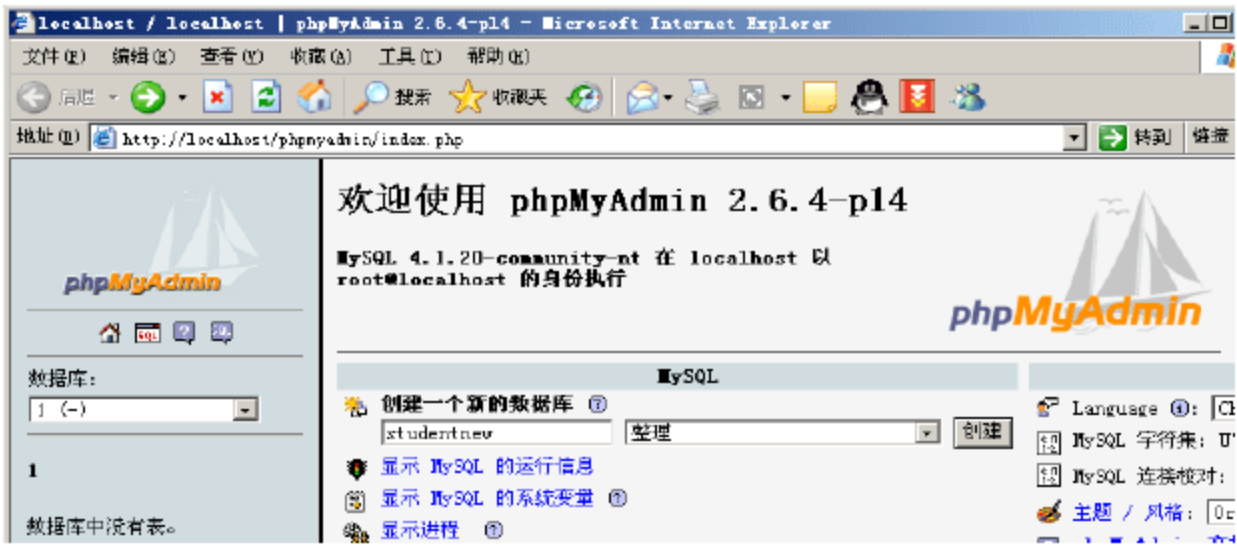 localhost / localhost | phpMyAdmin 2.6.4-pl4 - Microsoft Internet Explorer
文件(F) 编辑(E) 查看(V) 收藏(A) 工具(T) 帮助(H)
后退 搜索 收藏夹
地址(D) http://localhost/phpmyadmin/index.php 转到 链接
phpMyAdmin
数据库:
1 (-)
1
数据库中没有表。
欢迎使用 phpMyAdmin 2.6.4-pl4
MySQL 4.1.20-community-nt 在 localhost 以
root@localhost 的身份执行
phpMyAdmin
MySQL
创建一个新的数据库
studentnew 整理 创建
显示 MySQL 的运行信息
显示 MySQL 的系统变量
显示进程
Language :
MySQL 字符集:
MySQL 连接校对:
主题 / 风格: